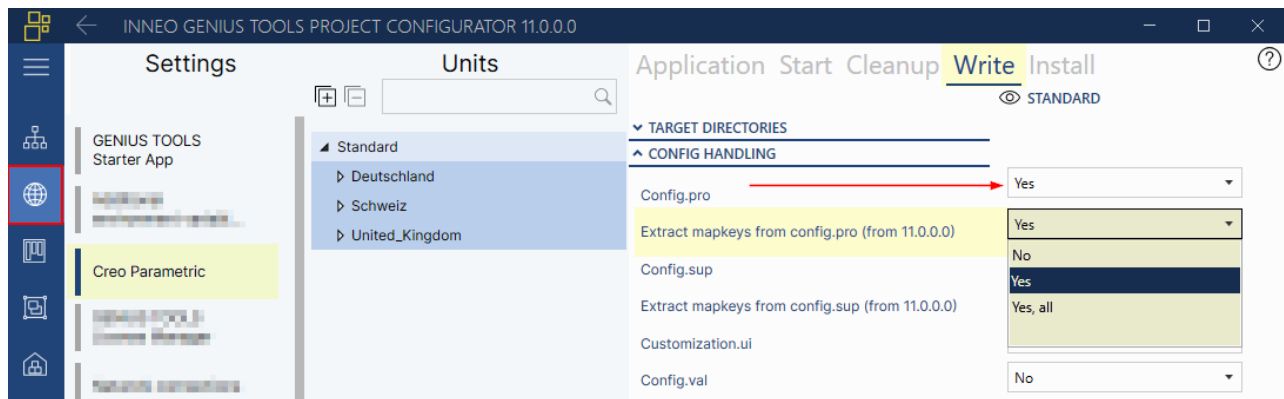 INNEO GENIUS TOOLS PROJECT CONFIGURATOR 11.0.0.0
Settings
Units
Application Start Cleanup Write Install
STANDARD
GENIUS TOOLS
Starter App
Creo Parametric
Standard
Deutschland
Schweiz
United_Kingdom
TARGET DIRECTORIES
CONFIG HANDLING
Config.pro
Yes
Extract mapkeys from config.pro (from 11.0.0.0)
Yes
No
Yes
Yes, all
Config.sup
Extract mapkeys from config.sup (from 11.0.0.0)
Customization.ui
Config.val
No